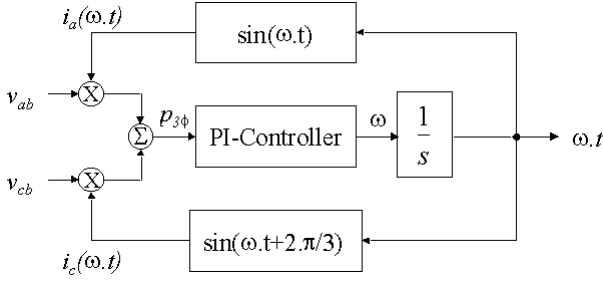 i_a(ω.t)
sin(ω.t)
X
v_ab
Σ
p_3ϕ
PI-Controller
ω
1
s
ω.t
X
v_cb
sin(ω.t+2.π/3)
i_c(ω.t)